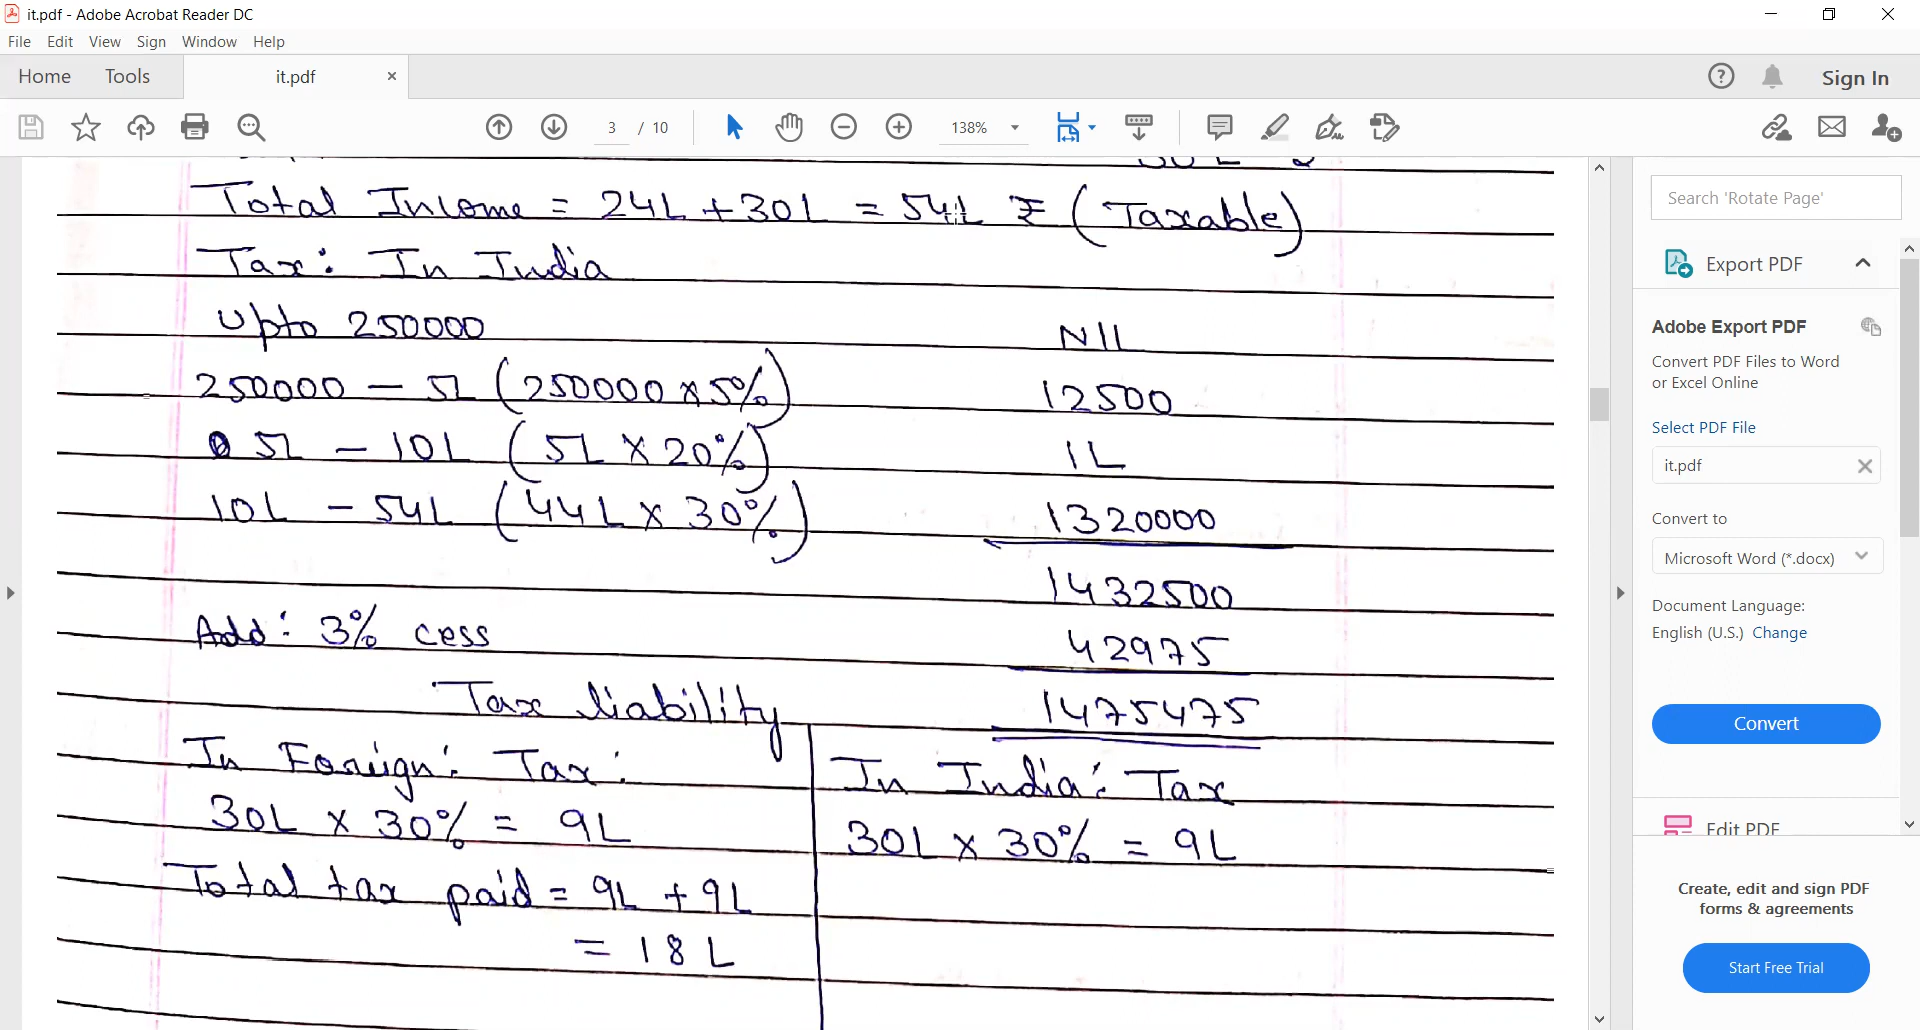 it.pdf - Adobe Acrobat Reader DC
File Edit View Sign Window Help
Home Tools it.pdf ×
Sign In
3 / 10 138%
Total Income = 24L + 30L = 54L ₹ (Taxable)
Tax: In India
Upto 250000 Nil
250000 - 5L (250000 x 5%) 12500
5L - 10L (5L x 20%) 1L
10L - 54L (44L x 30%) 1320000
1432500
Add: 3% cess 42975
Tax liability 1475475
In Foreign: Tax:
30L x 30% = 9L
Total tax paid = 9L + 9L
= 18L
In India: Tax
30L x 30% = 9L
Search 'Rotate Page'
Export PDF
Adobe Export PDF
Convert PDF Files to Word
or Excel Online
Select PDF File
it.pdf
Convert to
Microsoft Word (*.docx)
Document Language:
English (U.S.) Change
Convert
Edit PDF
Create, edit and sign PDF
forms & agreements
Start Free Trial